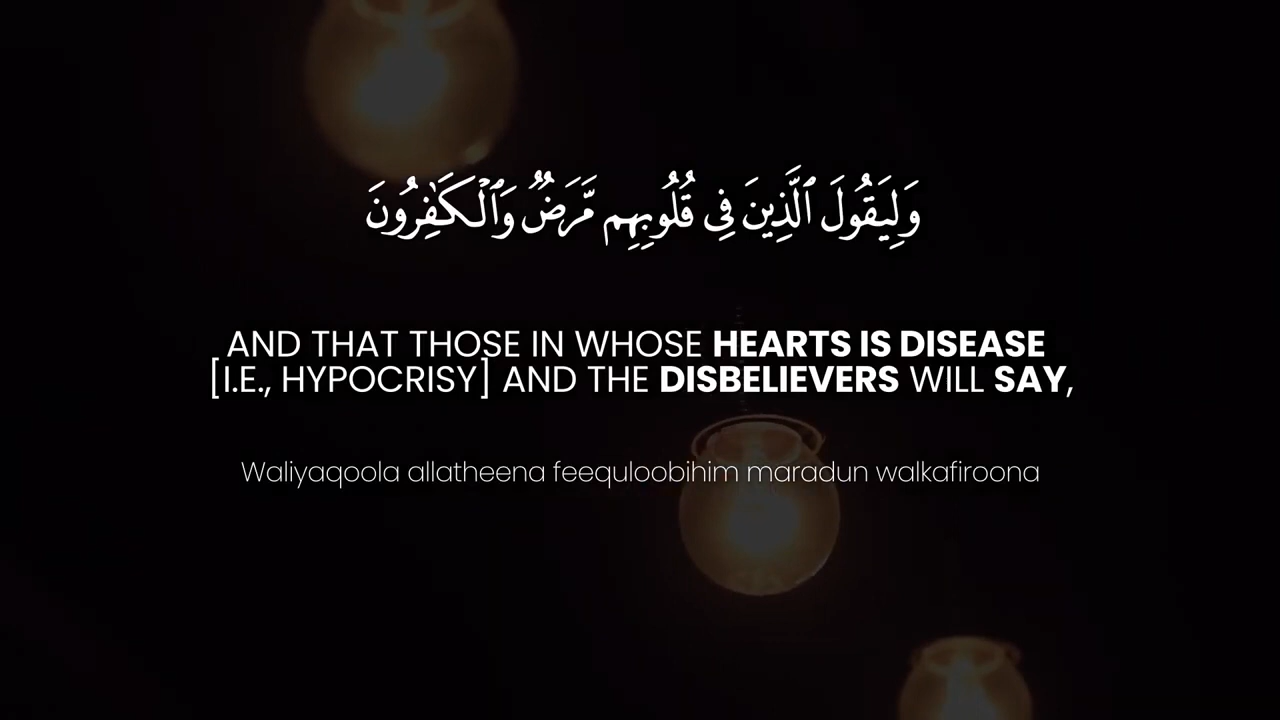 وَلِيَقُولَ ٱلَّذِينَ فِى قُلُوبِهِم مَّرَضٌ وَٱلْكَـٰفِرُونَ
AND THAT THOSE IN WHOSE HEARTS IS DISEASE
[I.E., HYPOCRISY] AND THE DISBELIEVERS WILL SAY,
Waliyaqoola allatheena feequloobihim maradun walkafiroona